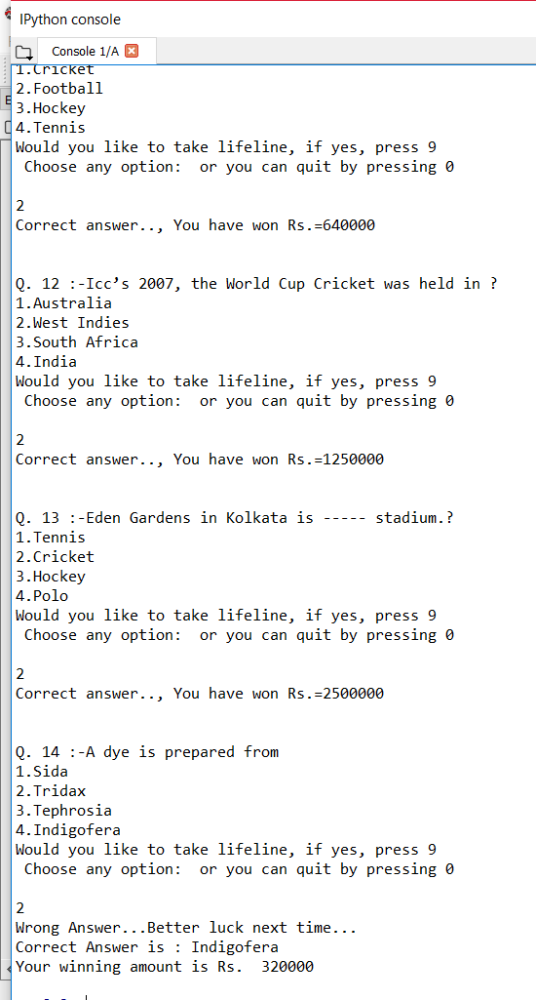 IPython console
Console 1/A
1.Cricket
2.Football
3.Hockey
4.Tennis
Would you like to take lifeline, if yes, press 9
Choose any option:  or you can quit by pressing 0
2
Correct answer.., You have won Rs.=640000
Q. 12 :-Icc’s 2007, the World Cup Cricket was held in ?
1.Australia
2.West Indies
3.South Africa
4.India
Would you like to take lifeline, if yes, press 9
Choose any option:  or you can quit by pressing 0
2
Correct answer.., You have won Rs.=1250000
Q. 13 :-Eden Gardens in Kolkata is ----- stadium.?
1.Tennis
2.Cricket
3.Hockey
4.Polo
Would you like to take lifeline, if yes, press 9
Choose any option:  or you can quit by pressing 0
2
Correct answer.., You have won Rs.=2500000
Q. 14 :-A dye is prepared from
1.Sida
2.Tridax
3.Tephrosia
4.Indigofera
Would you like to take lifeline, if yes, press 9
Choose any option:  or you can quit by pressing 0
2
Wrong Answer...Better luck next time...
Correct Answer is : Indigofera
Your winning amount is Rs.  320000